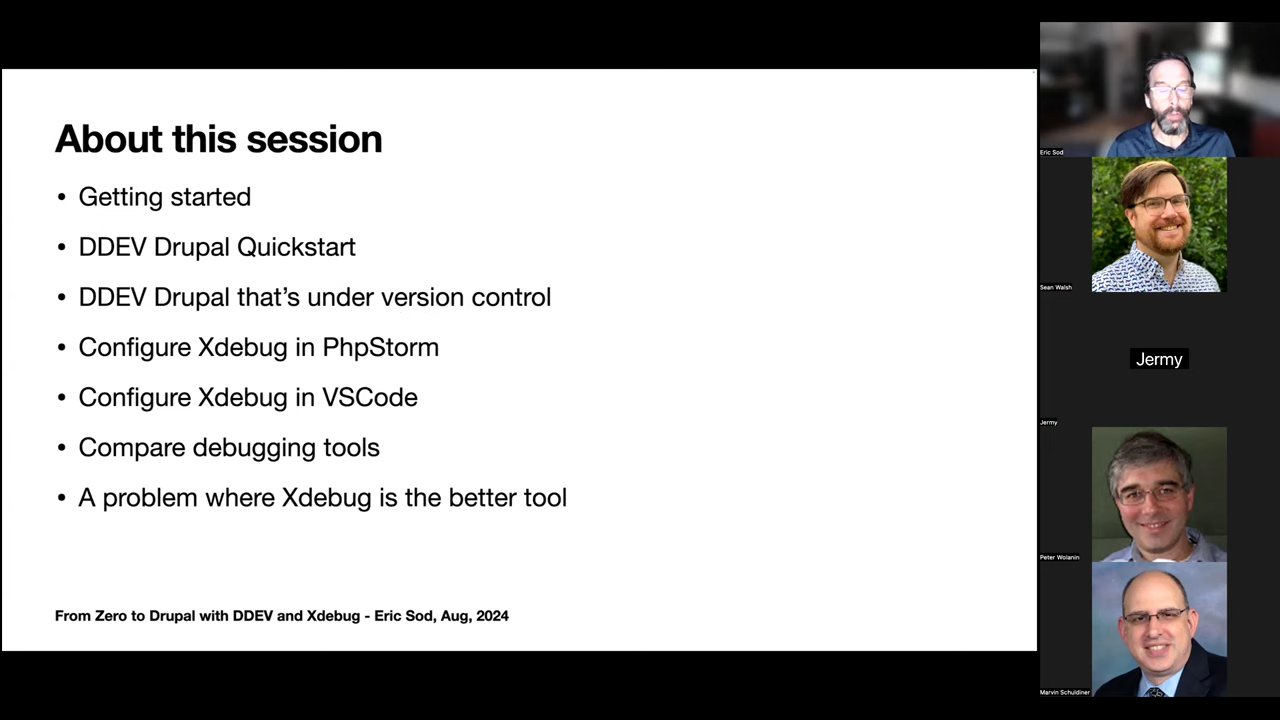 About this session
• Getting started
• DDEV Drupal Quickstart
• DDEV Drupal that’s under version control
• Configure Xdebug in PhpStorm
• Configure Xdebug in VSCode
• Compare debugging tools
• A problem where Xdebug is the better tool
From Zero to Drupal with DDEV and Xdebug - Eric Sod, Aug, 2024
Eric Sod
Sean Walsh
Jermy
Jermy
Peter Wolanin
Marvin Schuldiner